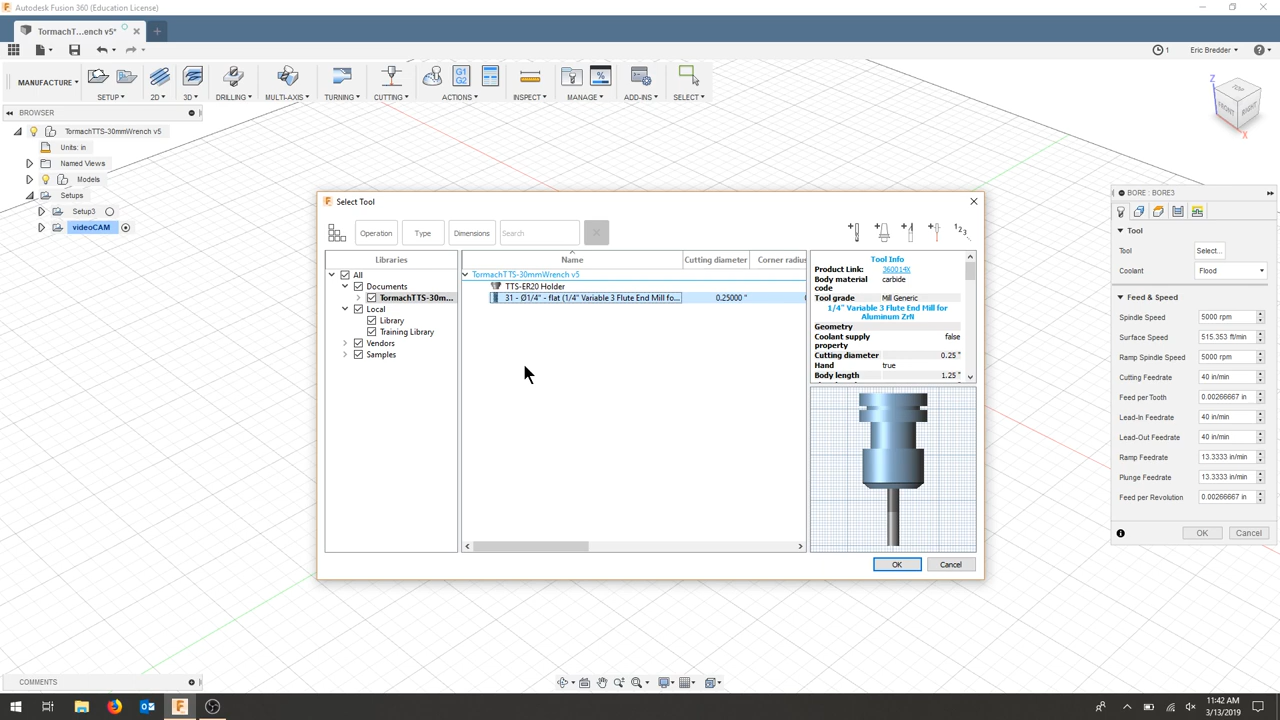 Autodesk Fusion 360 (Education License)
TormachT...ench v5*
Eric Bredder
1
MANUFACTURE
SETUP
2D
3D
DRILLING
MULTI-AXIS
TURNING
CUTTING
G1
G2
ACTIONS
INSPECT
MANAGE
ADD-INS
SELECT
BROWSER
TormachTTS-30mmWrench v5
Units: in
Named Views
Models
Setups
Setup3
videoCAM
Z
TOP
FRONT
RIGHT
X
Select Tool
Operation
Type
Dimensions
Search
Libraries
All
Documents
TormachTTS-30m...
Local
Library
Training Library
Vendors
Samples
Name
Cutting diameter
Corner radius
TormachTTS-30mmWrench v5
TTS-ER20 Holder
31 - Ø1/4" - flat (1/4" Variable 3 Flute End Mill fo...
0.25000 "
Tool Info
Product Link: 360014X
Body material code carbide
Tool grade Mill Generic
1/4" Variable 3 Flute End Mill for
Aluminum ZrN
Geometry
Coolant supply property false
Cutting diameter 0.25 "
Hand true
Body length 1.25 "
OK
Cancel
BORE : BORE3
Tool
Tool Select...
Coolant Flood
Feed & Speed
Spindle Speed 5000 rpm
Surface Speed 515.353 ft/min
Ramp Spindle Speed 5000 rpm
Cutting Feedrate 40 in/min
Feed per Tooth 0.00266667 in
Lead-In Feedrate 40 in/min
Lead-Out Feedrate 40 in/min
Ramp Feedrate 13.3333 in/min
Plunge Feedrate 13.3333 in/min
Feed per Revolution 0.00266667 in
OK
Cancel
COMMENTS
11:42 AM
3/13/2019